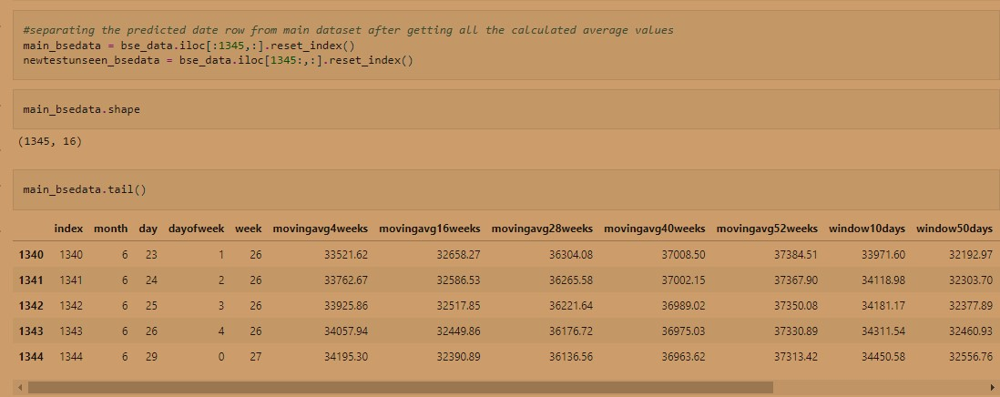 #separating the predicted date row from main dataset after getting all the calculated average values
main_bsedata = bse_data.iloc[:1345,:].reset_index()
newtestunseen_bsedata = bse_data.iloc[1345:,:].reset_index()
main_bsedata.shape
(1345, 16)
main_bsedata.tail()
index month day dayofweek week movingavg4weeks movingavg16weeks movingavg28weeks movingavg40weeks movingavg52weeks window10days window50days
1340 1340 6 23 1 26 33521.62 32658.27 36304.08 37008.50 37384.51 33971.60 32192.97
1341 1341 6 24 2 26 33762.67 32586.53 36265.58 37002.15 37367.90 34118.98 32303.70
1342 1342 6 25 3 26 33925.86 32517.85 36221.64 36989.02 37350.08 34181.17 32377.89
1343 1343 6 26 4 26 34057.94 32449.86 36176.72 36975.03 37330.89 34311.54 32460.93
1344 1344 6 29 0 27 34195.30 32390.89 36136.56 36963.62 37313.42 34450.58 32556.76